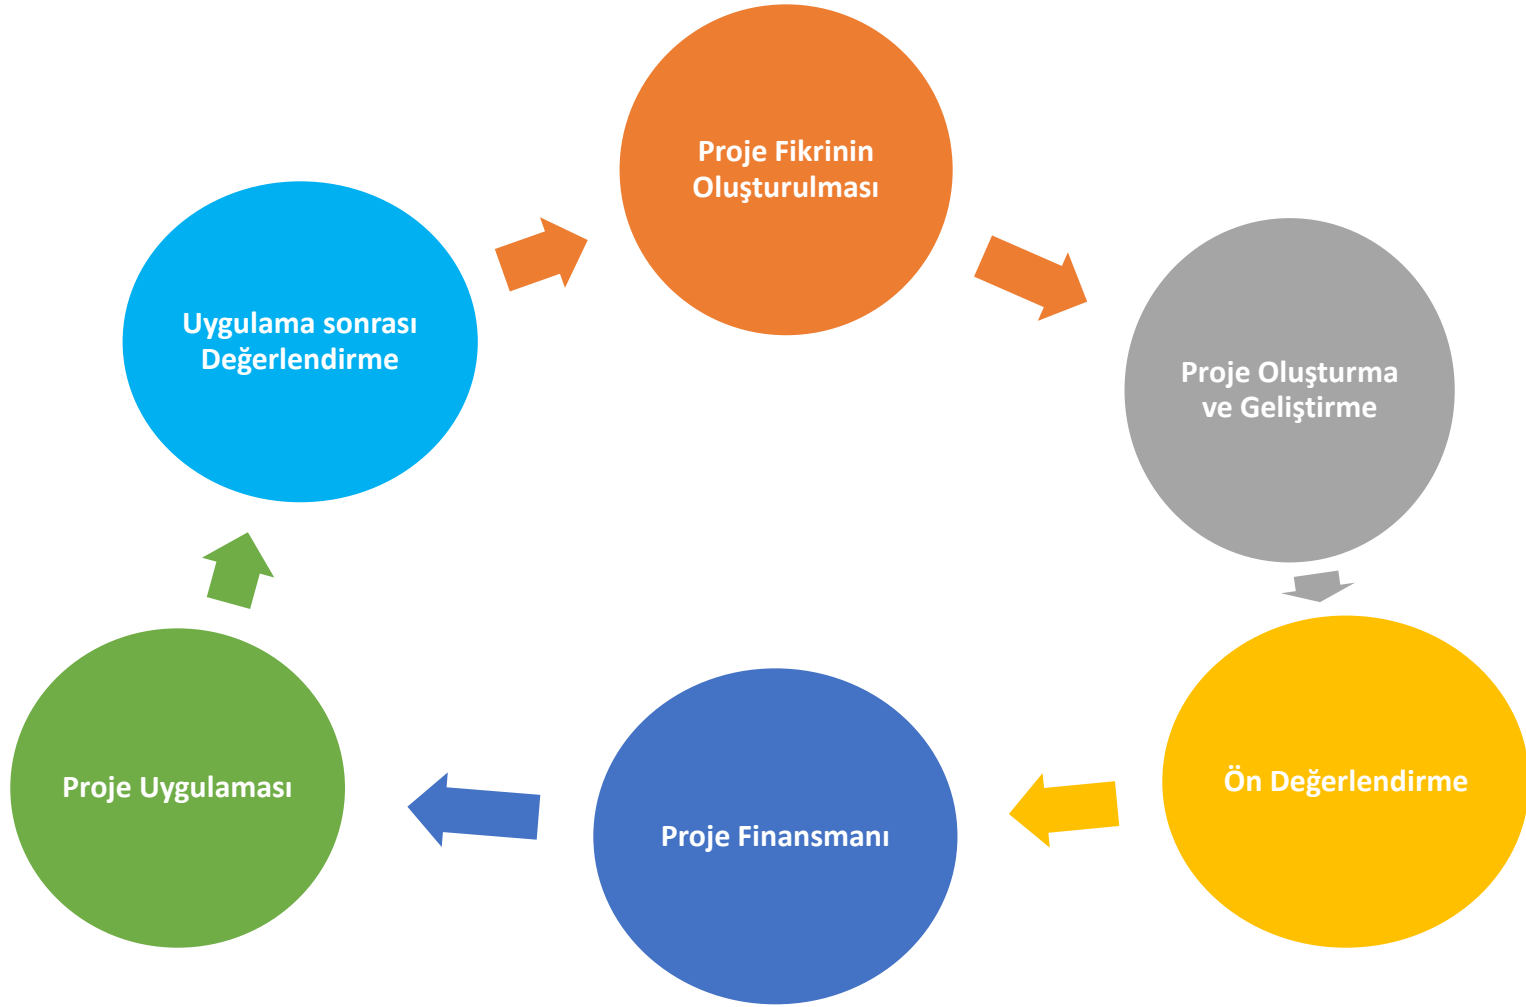 Proje Fikrinin
Oluşturulması
Proje Oluşturma
ve Geliştirme
Ön Değerlendirme
Proje Finansmanı
Proje Uygulaması
Uygulama sonrası
Değerlendirme